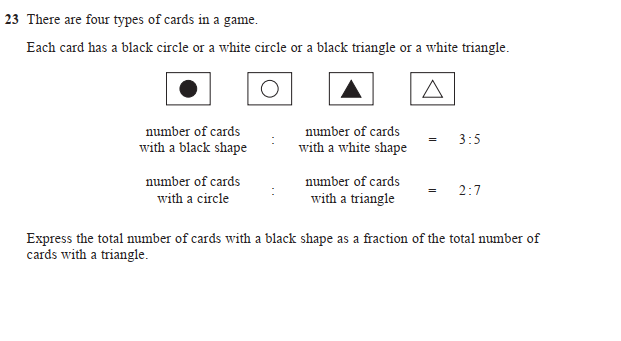 23 There are four types of cards in a game.
Each card has a black circle or a white circle or a black triangle or a white triangle.
number of cards with a black shape : number of cards with a white shape = 3 : 5
number of cards with a circle : number of cards with a triangle = 2 : 7
Express the total number of cards with a black shape as a fraction of the total number of
cards with a triangle.